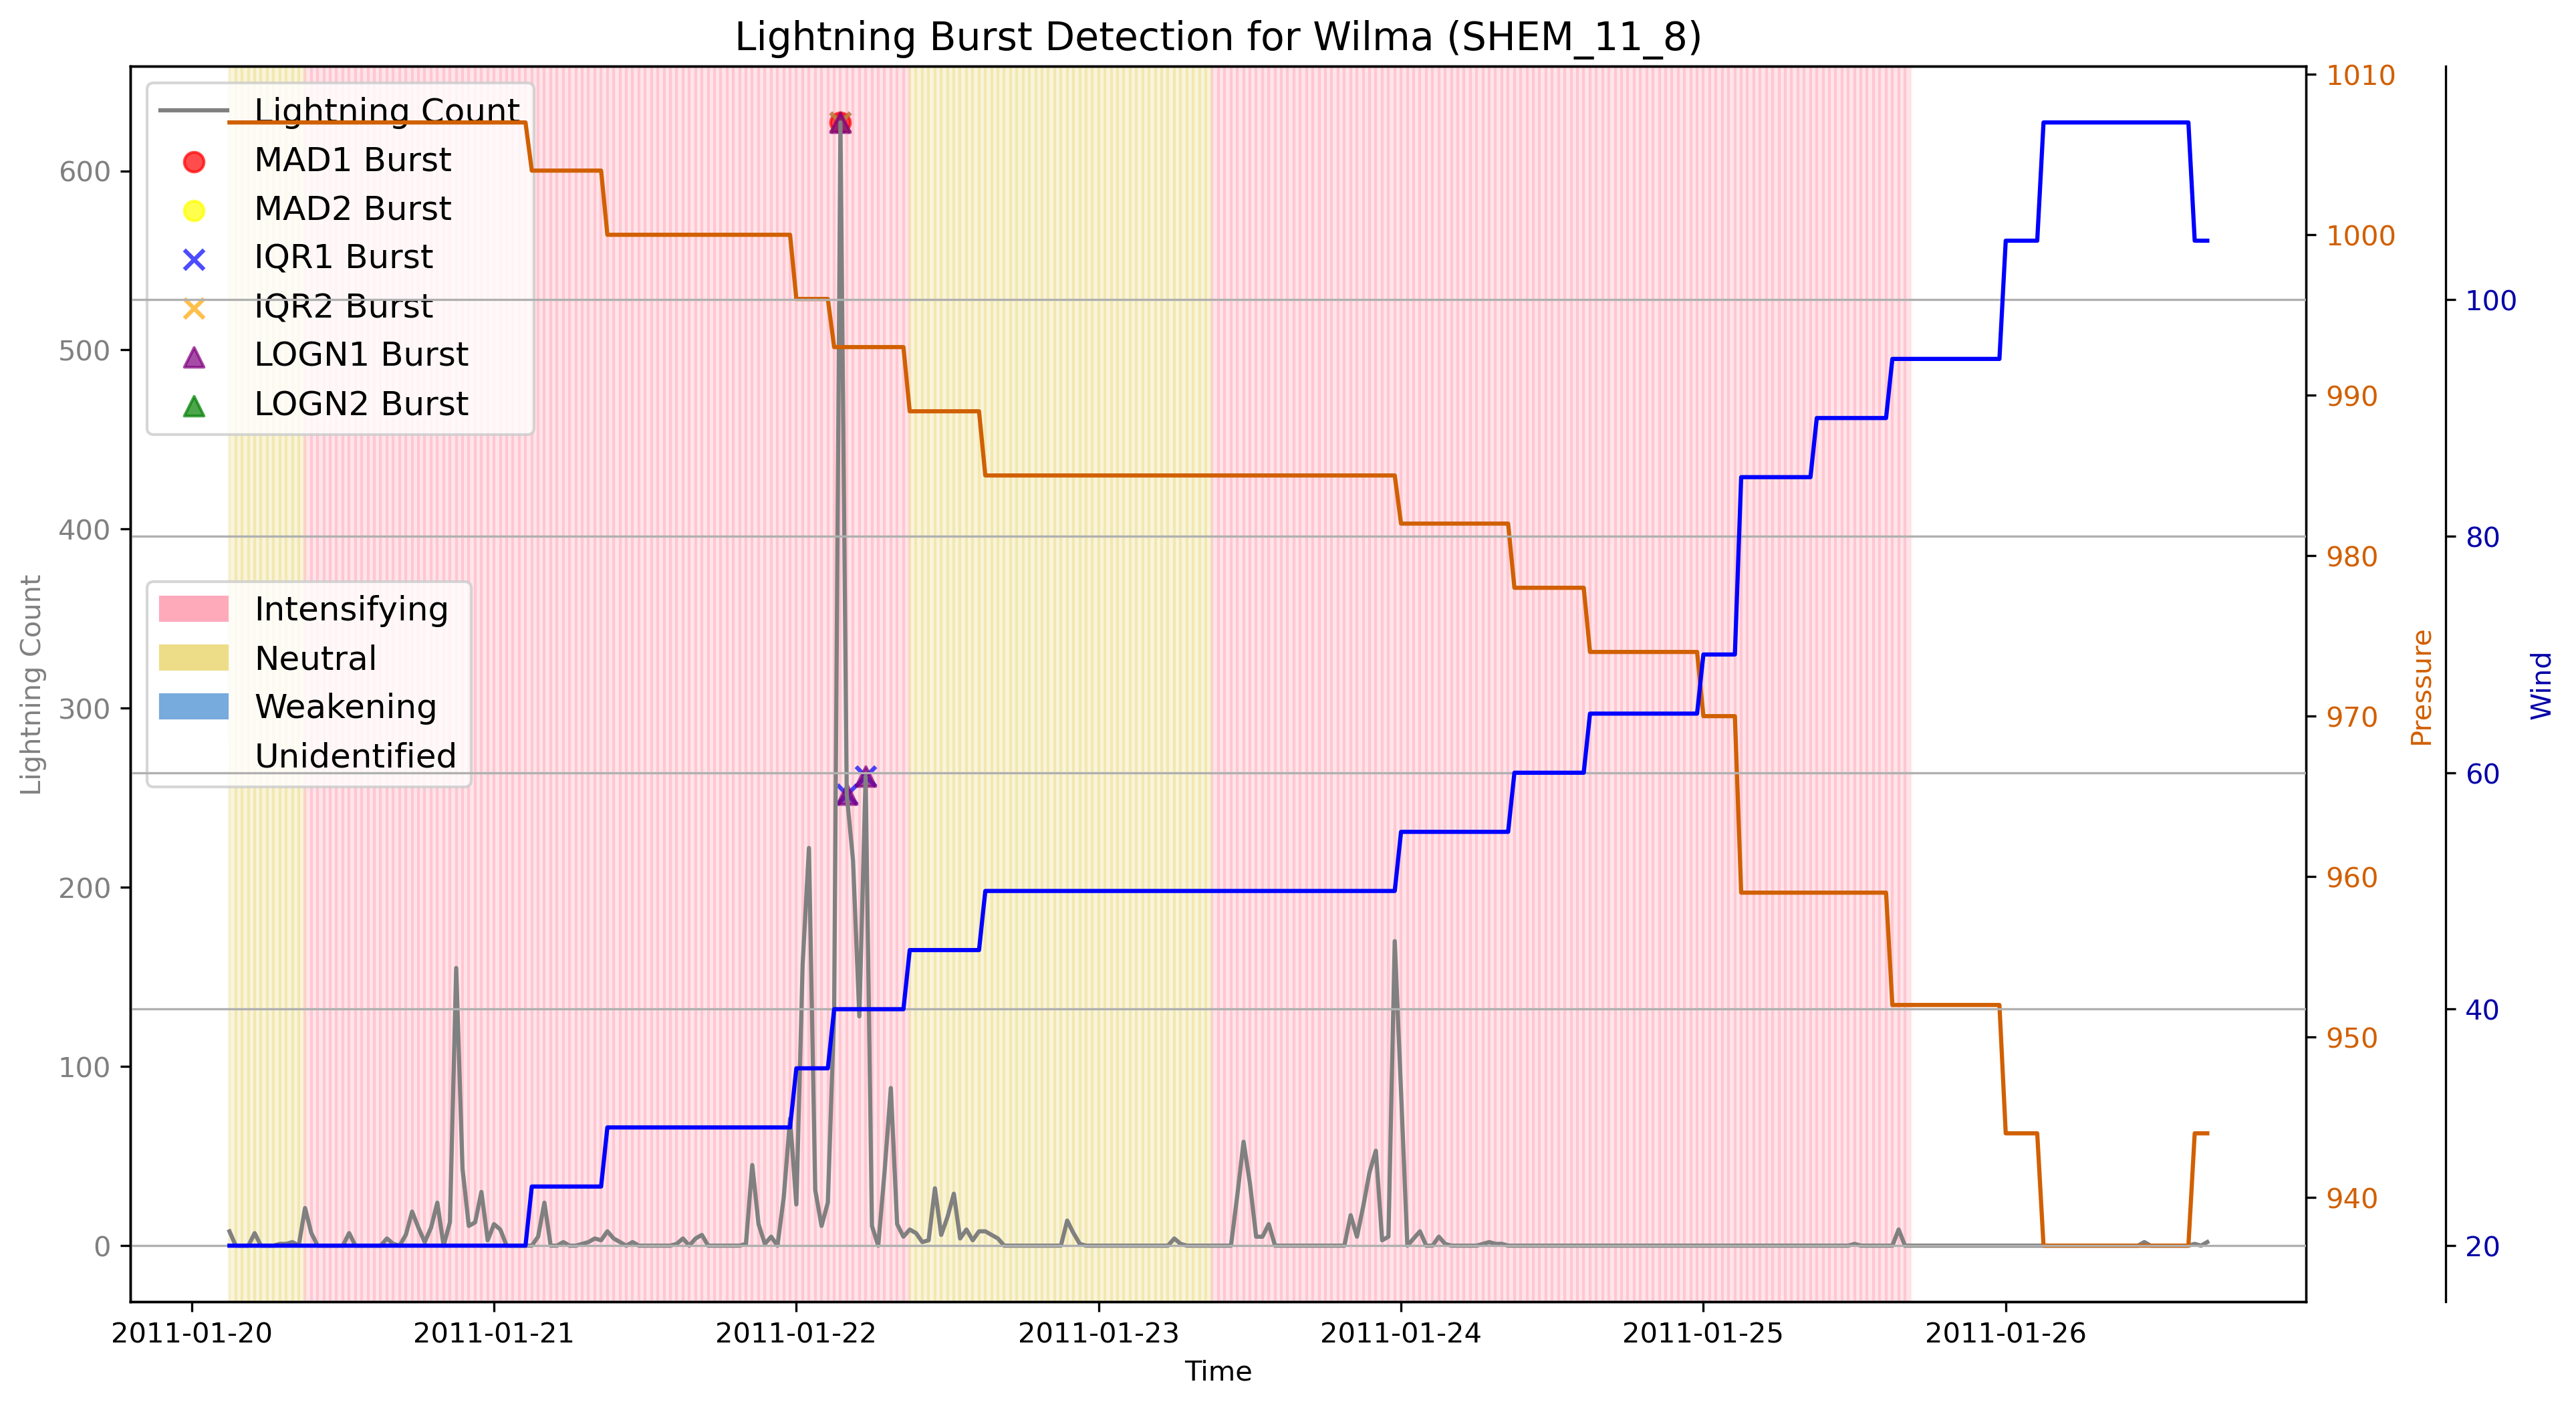 Lightning Burst Detection for Wilma (SHEM_11_8)
Lightning Count
MAD1 Burst
MAD2 Burst
IQR1 Burst
IQR2 Burst
LOGN1 Burst
LOGN2 Burst
Intensifying
Neutral
Weakening
Unidentified
Lightning Count
600
500
400
300
200
100
0
1010
1000
990
980
970
960
950
940
Pressure
100
80
60
40
20
Wind
2011-01-20 2011-01-21 2011-01-22 2011-01-23 2011-01-24 2011-01-25 2011-01-26
Time